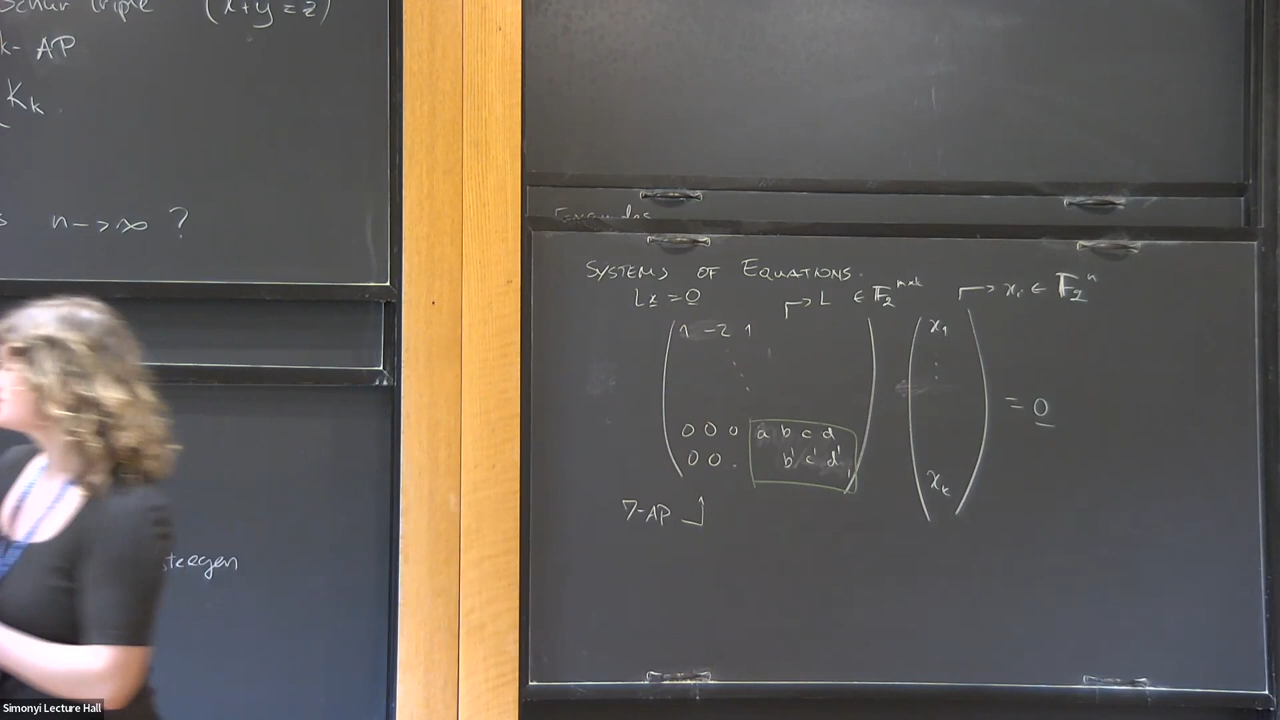 Schur triple (x+y=z)
k-AP
K_k
n->∞ ?
steegen
Examples
SYSTEMS OF EQUATIONS.
Lx = 0
L ∈ F_2^{m×k}
x_i ∈ F_2^n
1 -2 1
x_1
= 0
0 0 0 a b c d
0 0 . b' c' d'
x_k
7-AP
Simonyi Lecture Hall